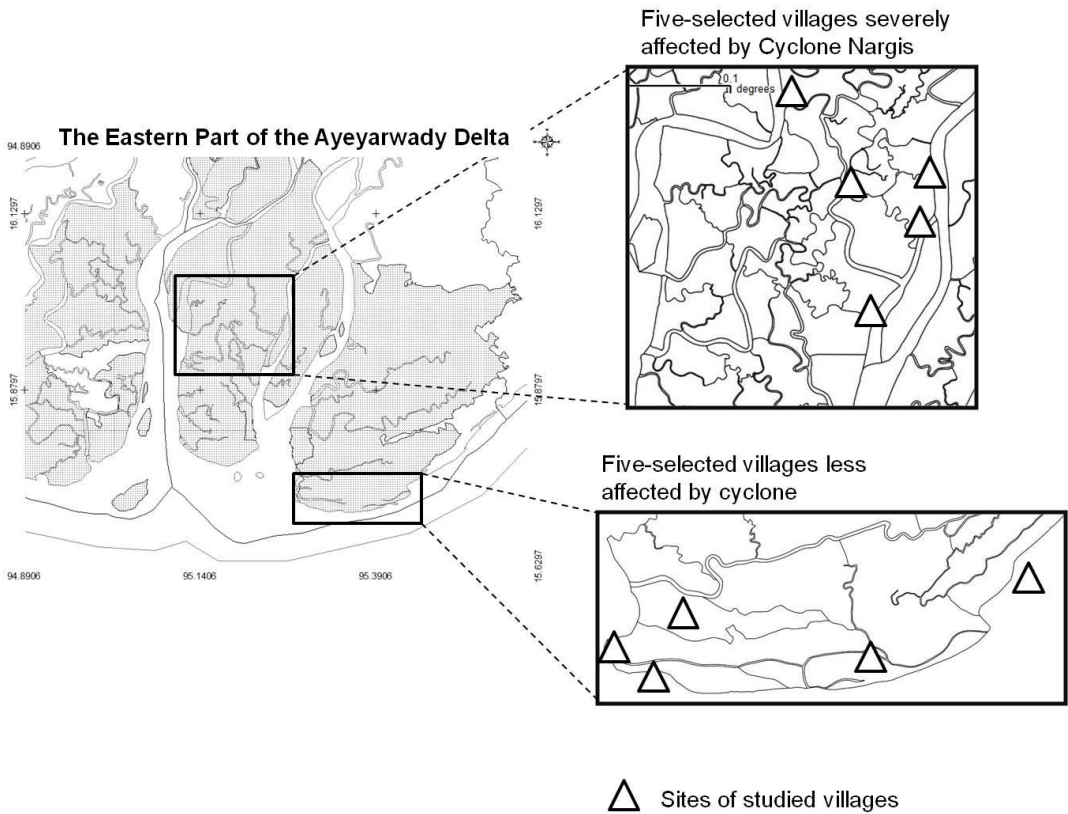 Five-selected villages severely
affected by Cyclone Nargis
0.1
degrees
The Eastern Part of the Ayeyarwady Delta
94.8906
16.1297
16.1297
15.8797
15.8797
Five-selected villages less
affected by cyclone
15.6297
94.8906
95.1406
95.3906
Sites of studied villages